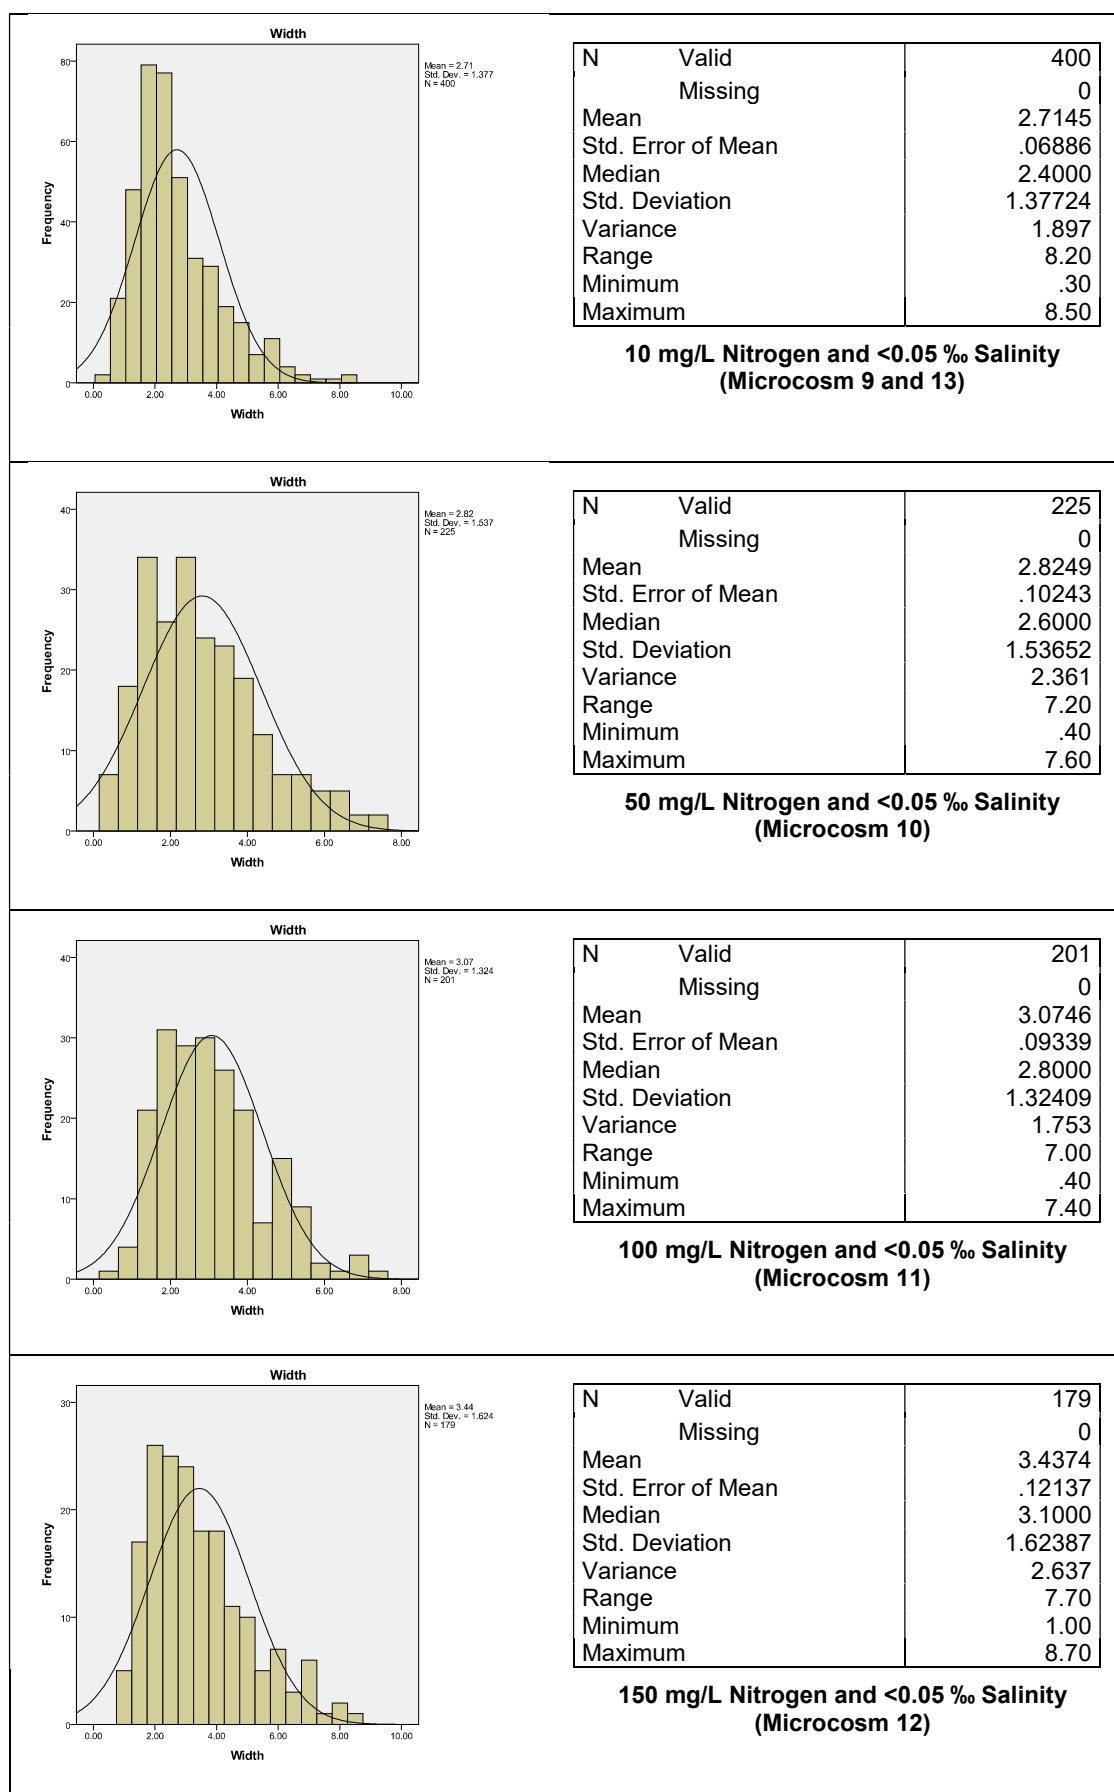 Width
Mean = 2.71
Std. Dev. = 1.377
N = 400
80
60
40
20
0
Frequency
0.00 2.00 4.00 6.00 8.00 10.00
Width
N Valid 400
Missing 0
Mean 2.7145
Std. Error of Mean .06886
Median 2.4000
Std. Deviation 1.37724
Variance 1.897
Range 8.20
Minimum .30
Maximum 8.50
10 mg/L Nitrogen and <0.05 ‰ Salinity
(Microcosm 9 and 13)
Width
Mean = 2.82
Std. Dev. = 1.537
N = 225
40
30
20
10
0
Frequency
0.00 2.00 4.00 6.00 8.00
Width
N Valid 225
Missing 0
Mean 2.8249
Std. Error of Mean .10243
Median 2.6000
Std. Deviation 1.53652
Variance 2.361
Range 7.20
Minimum .40
Maximum 7.60
50 mg/L Nitrogen and <0.05 ‰ Salinity
(Microcosm 10)
Width
Mean = 3.07
Std. Dev. = 1.324
N = 201
40
30
20
10
0
Frequency
0.00 2.00 4.00 6.00 8.00
Width
N Valid 201
Missing 0
Mean 3.0746
Std. Error of Mean .09339
Median 2.8000
Std. Deviation 1.32409
Variance 1.753
Range 7.00
Minimum .40
Maximum 7.40
100 mg/L Nitrogen and <0.05 ‰ Salinity
(Microcosm 11)
Width
Mean = 3.44
Std. Dev. = 1.624
N = 179
30
20
10
0
Frequency
0.00 2.00 4.00 6.00 8.00 10.00
Width
N Valid 179
Missing 0
Mean 3.4374
Std. Error of Mean .12137
Median 3.1000
Std. Deviation 1.62387
Variance 2.637
Range 7.70
Minimum 1.00
Maximum 8.70
150 mg/L Nitrogen and <0.05 ‰ Salinity
(Microcosm 12)